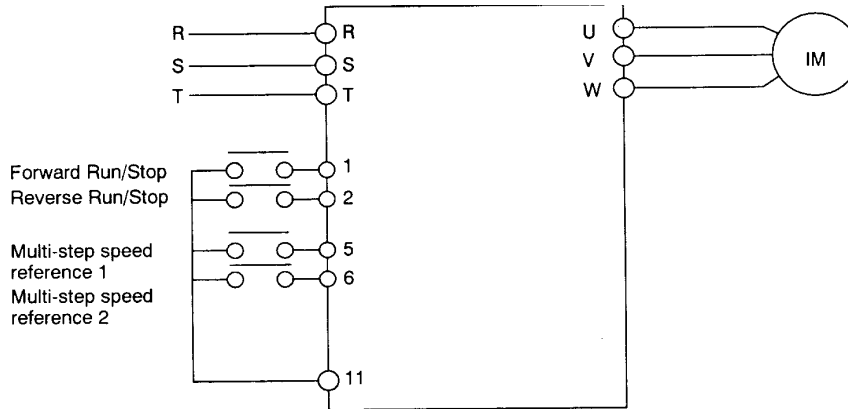 R R U
S S V IM
T T W
Forward Run/Stop 1
Reverse Run/Stop 2
Multi-step speed 5
reference 1
6
Multi-step speed
reference 2
11